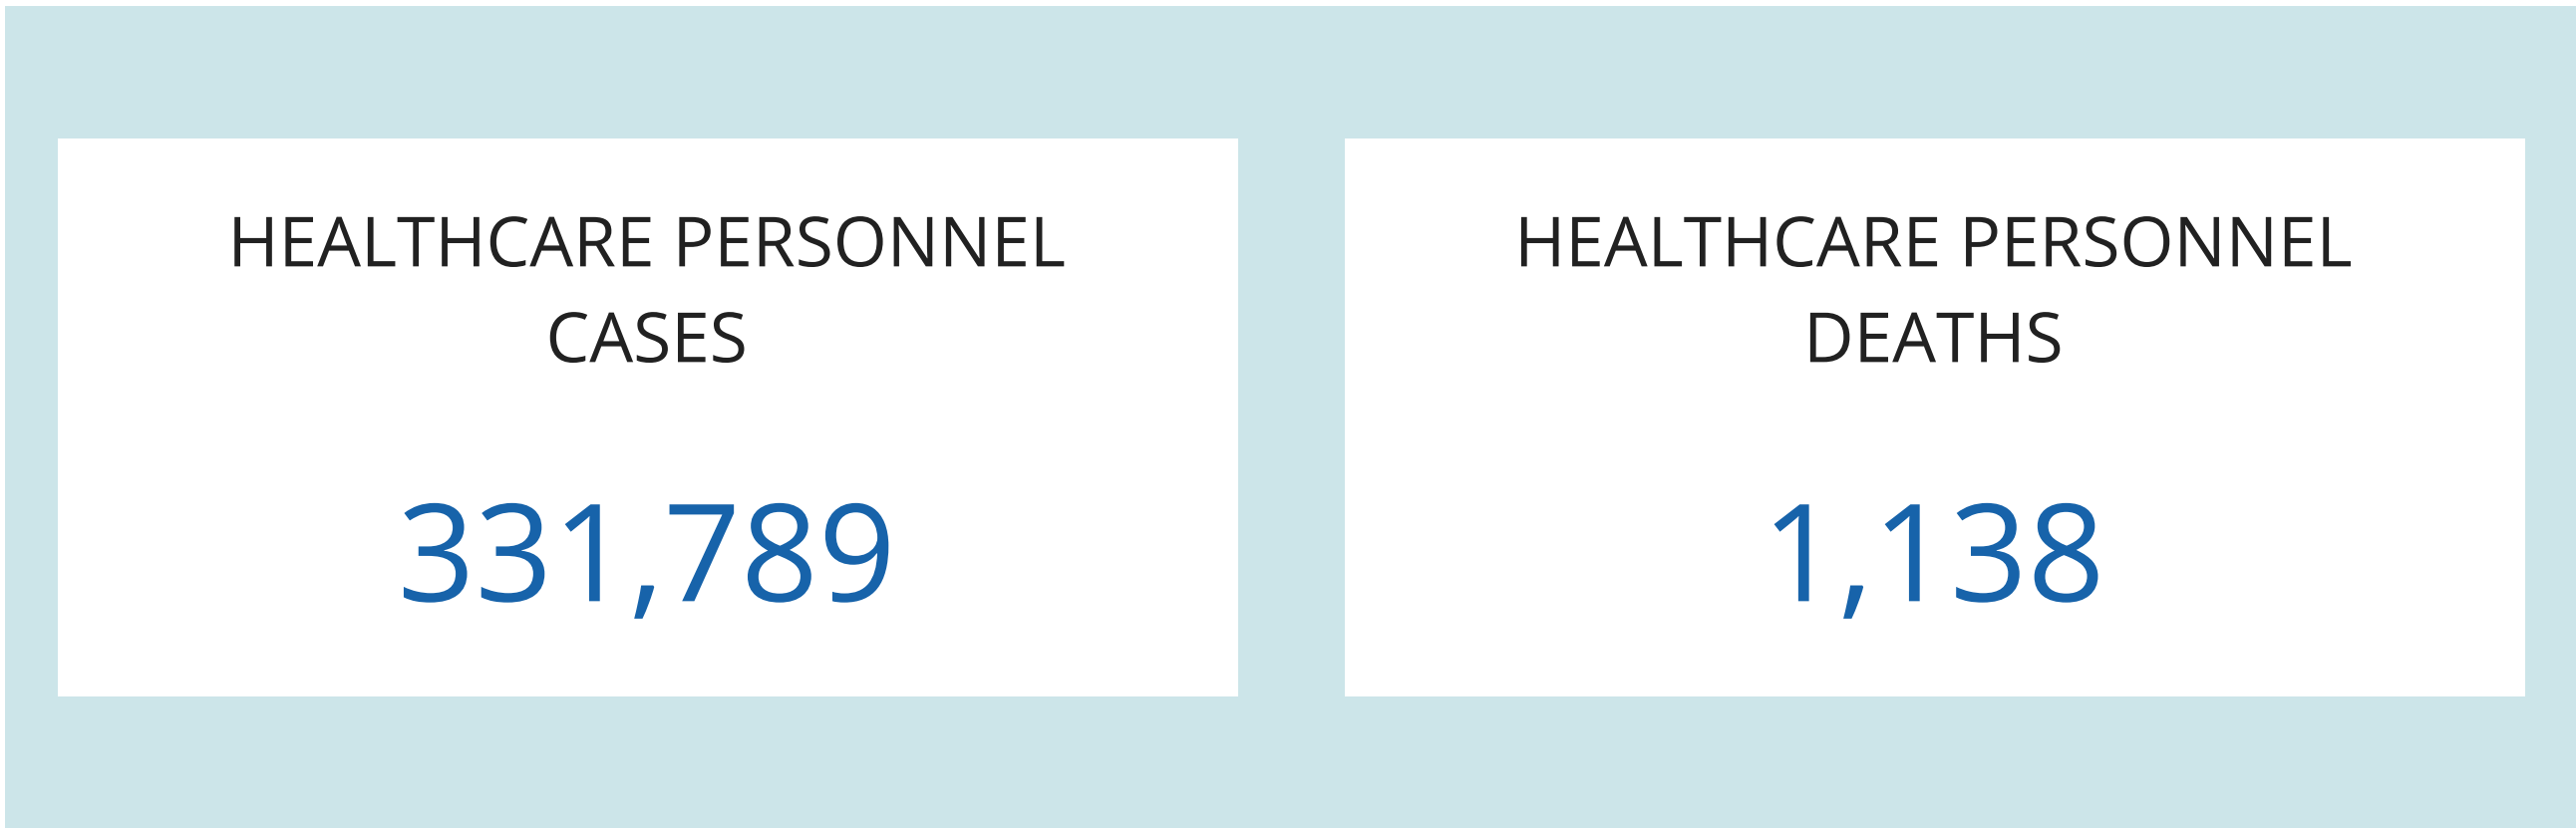 HEALTHCARE PERSONNEL
CASES
331,789
HEALTHCARE PERSONNEL
DEATHS
1,138